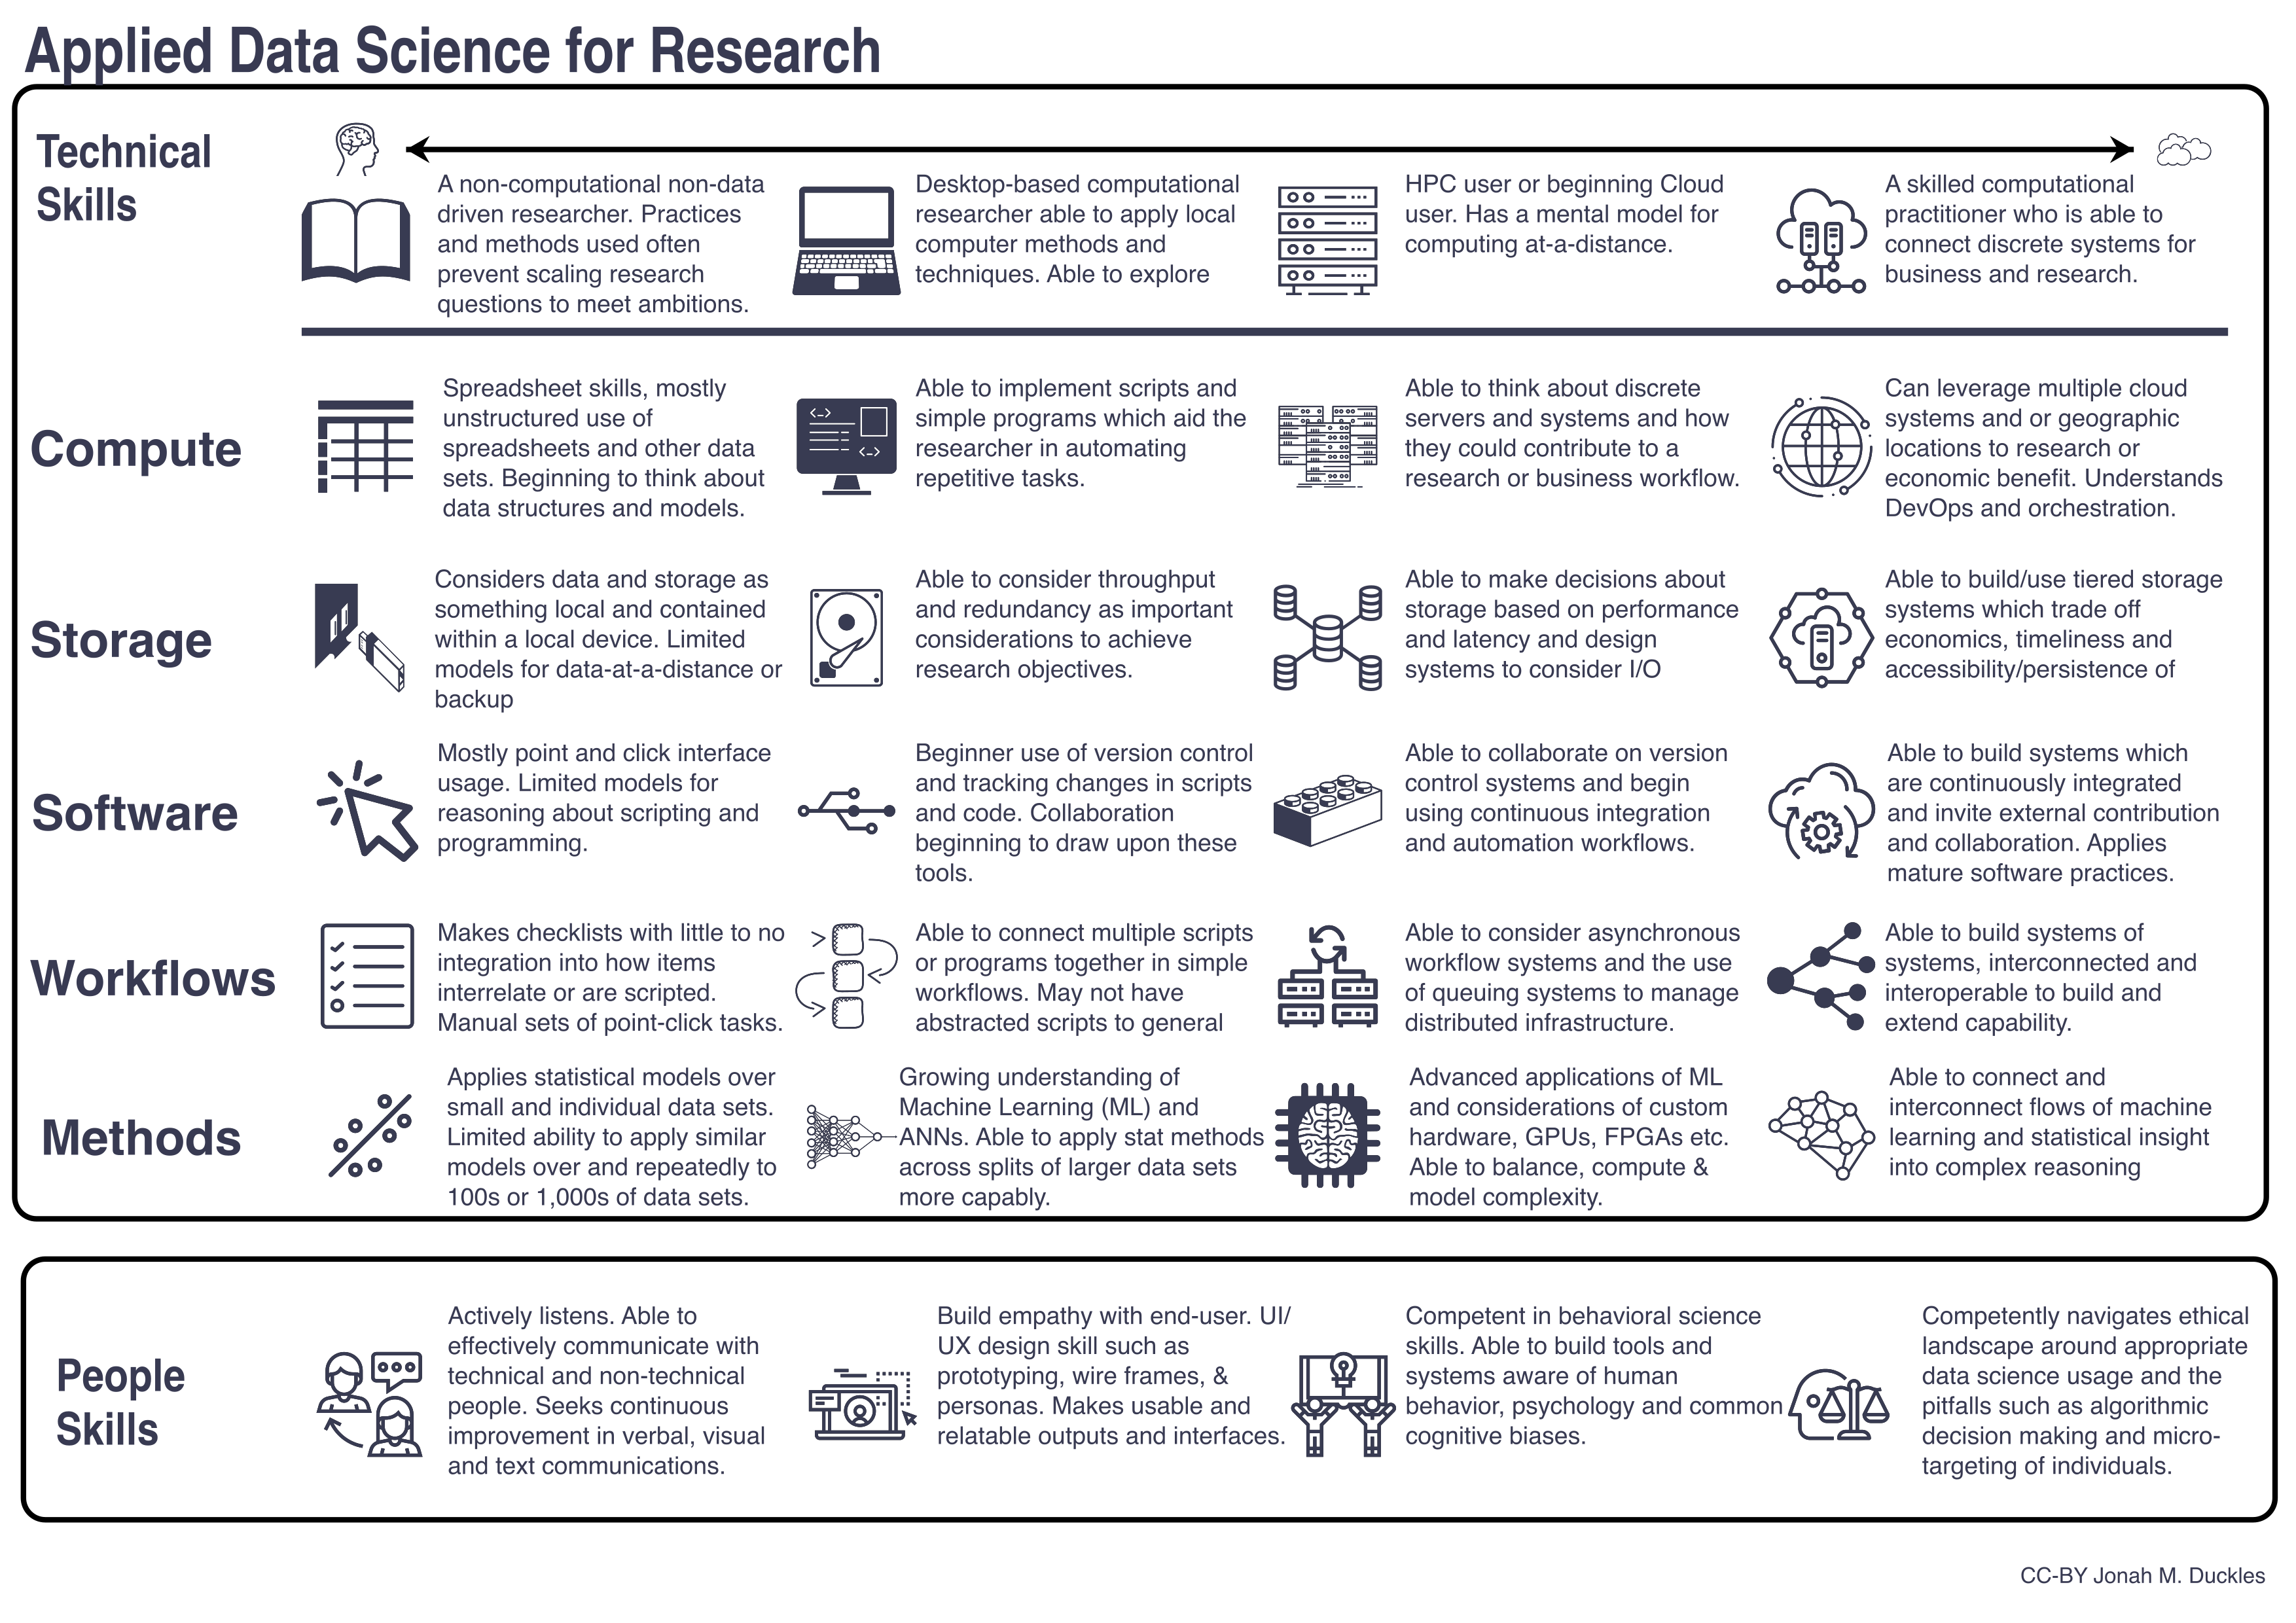 Applied Data Science for Research
Technical
Skills
A non-computational non-data
driven researcher. Practices
and methods used often
prevent scaling research
questions to meet ambitions.
Desktop-based computational
researcher able to apply local
computer methods and
techniques. Able to explore
HPC user or beginning Cloud
user. Has a mental model for
computing at-a-distance.
A skilled computational
practitioner who is able to
connect discrete systems for
business and research.
Compute
Spreadsheet skills, mostly
unstructured use of
spreadsheets and other data
sets. Beginning to think about
data structures and models.
Able to implement scripts and
simple programs which aid the
researcher in automating
repetitive tasks.
Able to think about discrete
servers and systems and how
they could contribute to a
research or business workflow.
Can leverage multiple cloud
systems and or geographic
locations to research or
economic benefit. Understands
DevOps and orchestration.
Storage
Considers data and storage as
something local and contained
within a local device. Limited
models for data-at-a-distance or
backup
Able to consider throughput
and redundancy as important
considerations to achieve
research objectives.
Able to make decisions about
storage based on performance
and latency and design
systems to consider I/O
Able to build/use tiered storage
systems which trade off
economics, timeliness and
accessibility/persistence of
Software
Mostly point and click interface
usage. Limited models for
reasoning about scripting and
programming.
Beginner use of version control
and tracking changes in scripts
and code. Collaboration
beginning to draw upon these
tools.
Able to collaborate on version
control systems and begin
using continuous integration
and automation workflows.
Able to build systems which
are continuously integrated
and invite external contribution
and collaboration. Applies
mature software practices.
Workflows
Makes checklists with little to no
integration into how items
interrelate or are scripted.
Manual sets of point-click tasks.
Able to connect multiple scripts
or programs together in simple
workflows. May not have
abstracted scripts to general
Able to consider asynchronous
workflow systems and the use
of queuing systems to manage
distributed infrastructure.
Able to build systems of
systems, interconnected and
interoperable to build and
extend capability.
Methods
Applies statistical models over
small and individual data sets.
Limited ability to apply similar
models over and repeatedly to
100s or 1,000s of data sets.
Growing understanding of
Machine Learning (ML) and
ANNs. Able to apply stat methods
across splits of larger data sets
more capably.
Advanced applications of ML
and considerations of custom
hardware, GPUs, FPGAs etc.
Able to balance, compute &
model complexity.
Able to connect and
interconnect flows of machine
learning and statistical insight
into complex reasoning
People
Skills
Actively listens. Able to
effectively communicate with
technical and non-technical
people. Seeks continuous
improvement in verbal, visual
and text communications.
Build empathy with end-user. UI/
UX design skill such as
prototyping, wire frames, &
personas. Makes usable and
relatable outputs and interfaces.
Competent in behavioral science
skills. Able to build tools and
systems aware of human
behavior, psychology and common
cognitive biases.
Competently navigates ethical
landscape around appropriate
data science usage and the
pitfalls such as algorithmic
decision making and micro-
targeting of individuals.
CC-BY Jonah M. Duckles